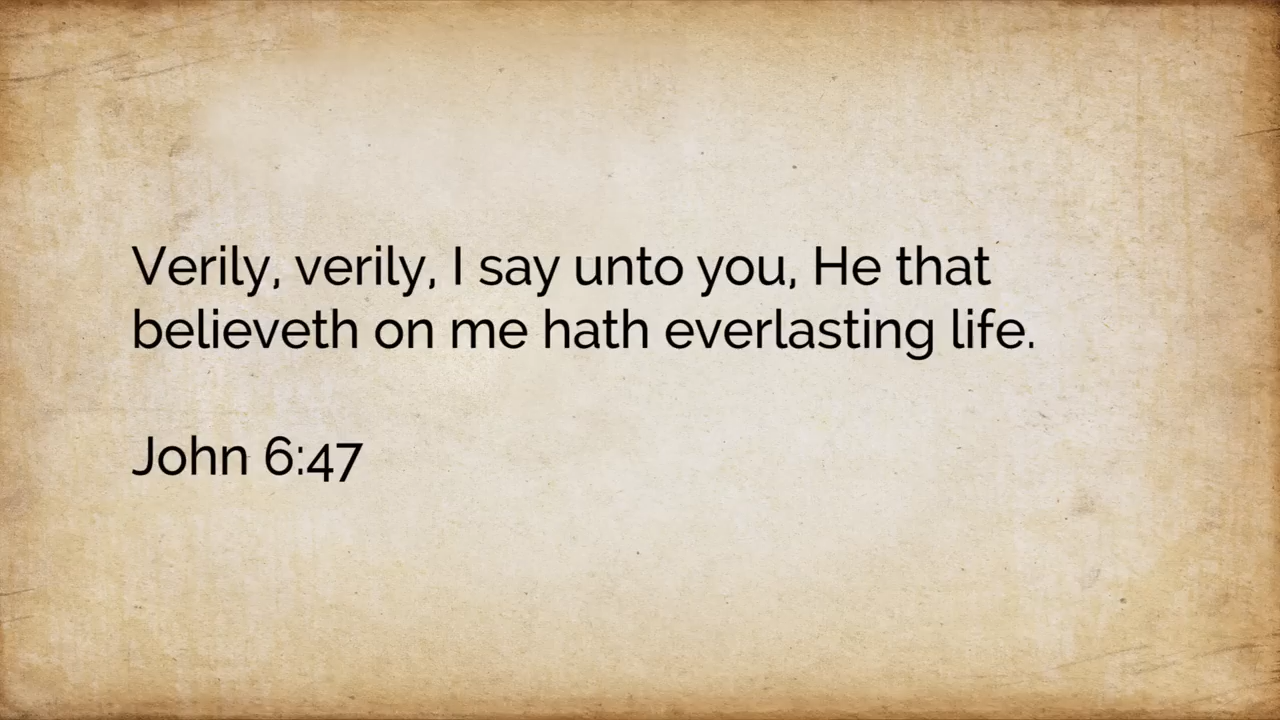 Verily, verily, I say unto you, He that
believeth on me hath everlasting life.
John 6:47